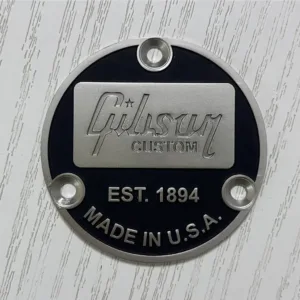 Gibson
CUSTOM
EST. 1894
MADE IN U.S.A.